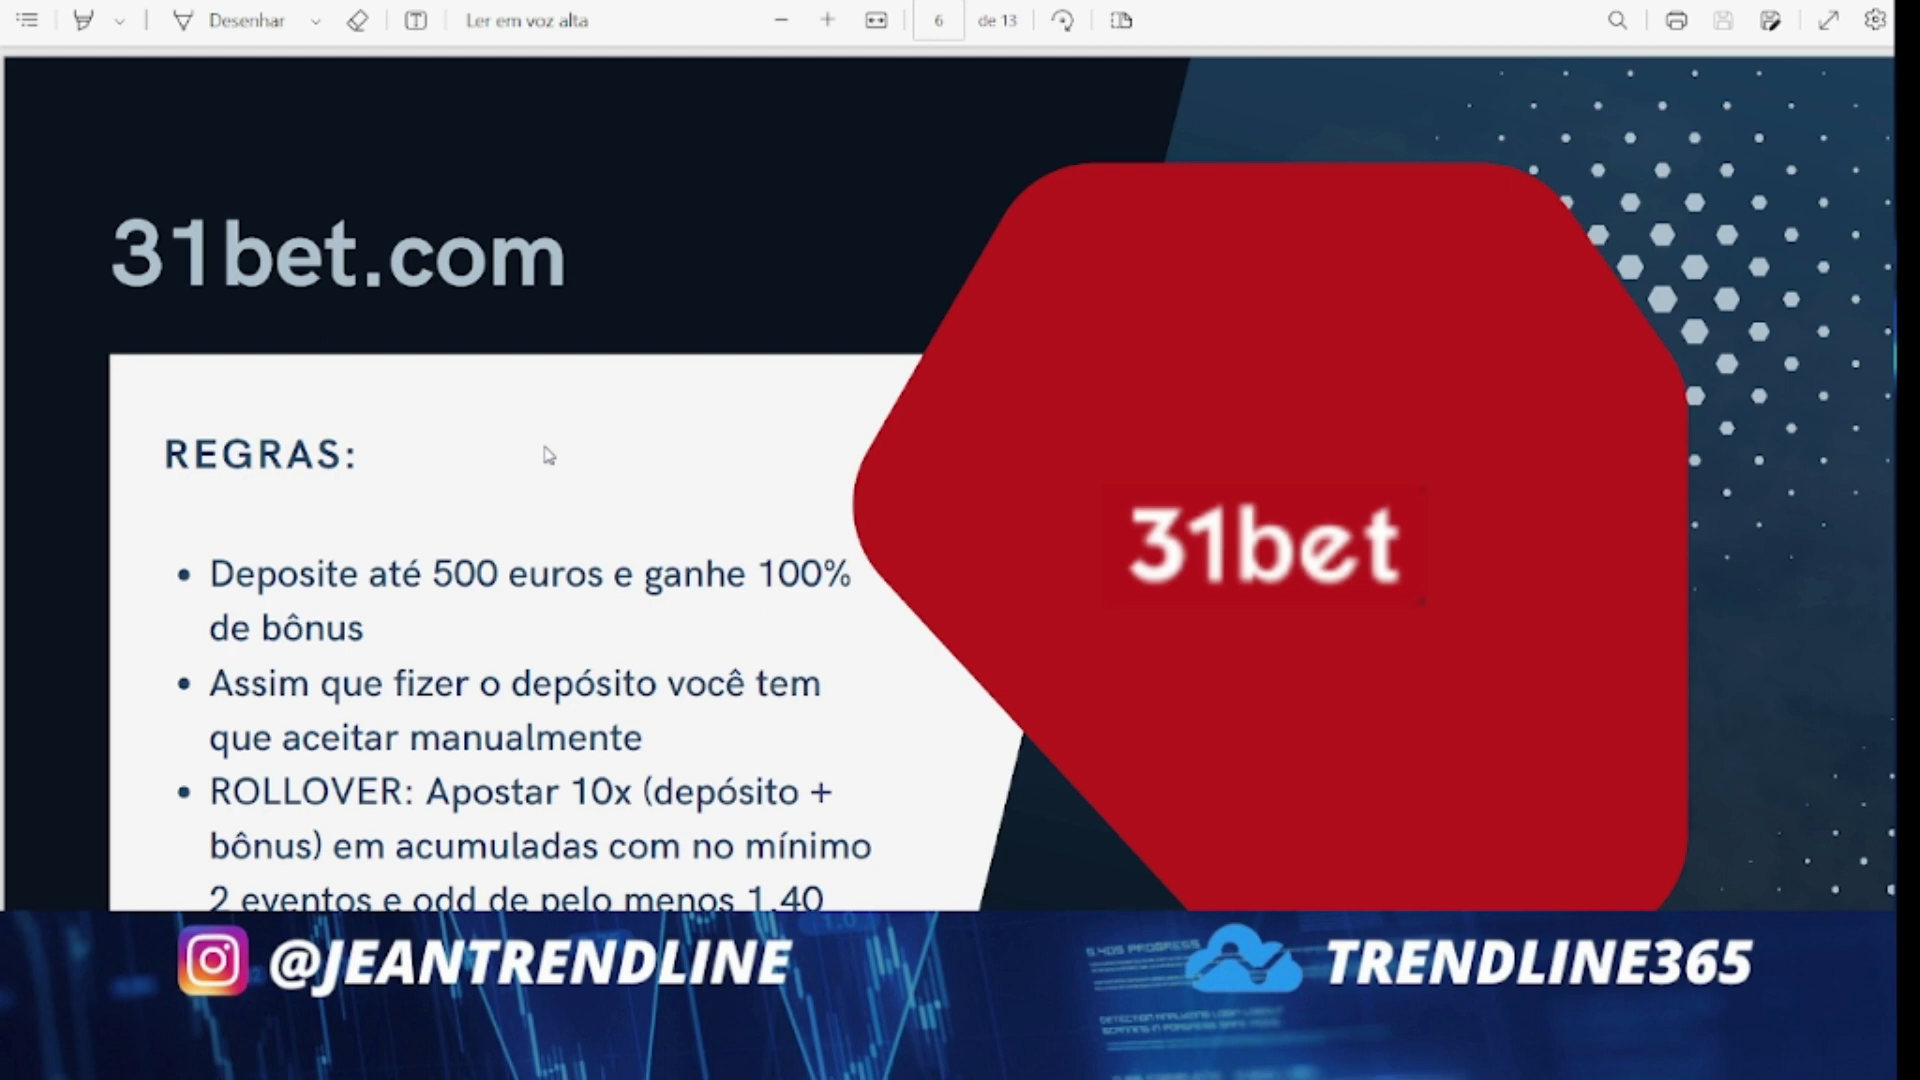 Desenhar
Ler em voz alta
6
de 13
31bet.com
REGRAS:
• Deposite até 500 euros e ganhe 100%
de bônus
• Assim que fizer o depósito você tem
que aceitar manualmente
• ROLLOVER: Apostar 10x (depósito +
bônus) em acumuladas com no mínimo
2 eventos e odd de pelo menos 1.40
31bet
@JEANTRENDLINE
TRENDLINE365